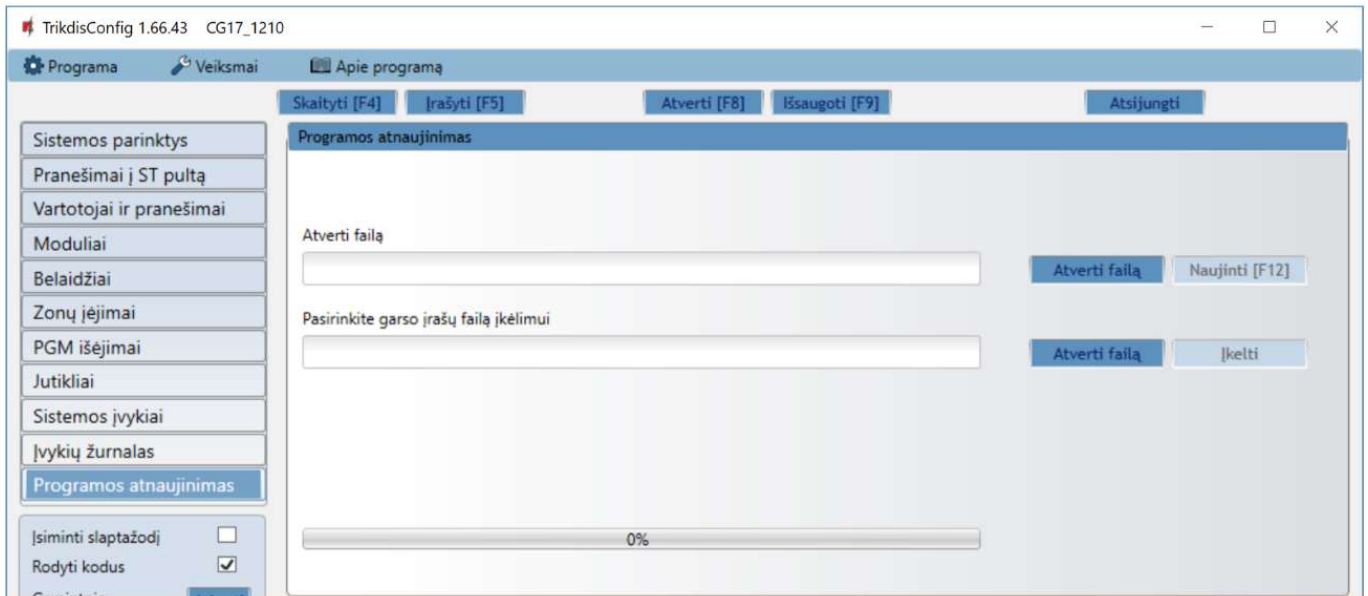 TrikdisConfig 1.66.43 CG17_1210
Programa Veiksmai Apie programą
Skaityti [F4] Įrašyti [F5] Atverti [F8] Išsaugoti [F9] Atsijungti
Sistemos parinktys
Pranešimai į ST pultą
Vartotojai ir pranešimai
Moduliai
Belaidžiai
Zonų įėjimai
PGM išėjimai
Jutikliai
Sistemos įvykiai
Įvykių žurnalas
Programos atnaujinimas
Įsiminti slaptažodį
Rodyti kodus
Programos atnaujinimas
Atverti failą
Atverti failą Naujinti [F12]
Pasirinkite garso įrašų failą įkėlimui
Atverti failą Įkelti
0%